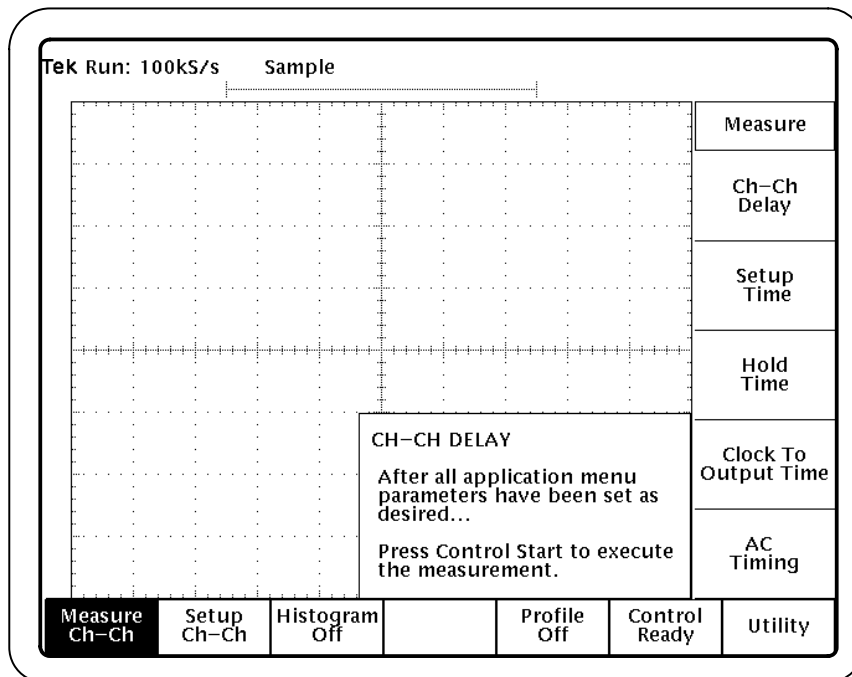 Tek Run: 100kS/s Sample
Measure
Ch–Ch
Delay
Setup
Time
Hold
Time
Clock To
Output Time
AC
Timing
CH–CH DELAY
After all application menu
parameters have been set as
desired...
Press Control Start to execute
the measurement.
Measure
Ch–Ch
Setup
Ch–Ch
Histogram
Off
Profile
Off
Control
Ready
Utility